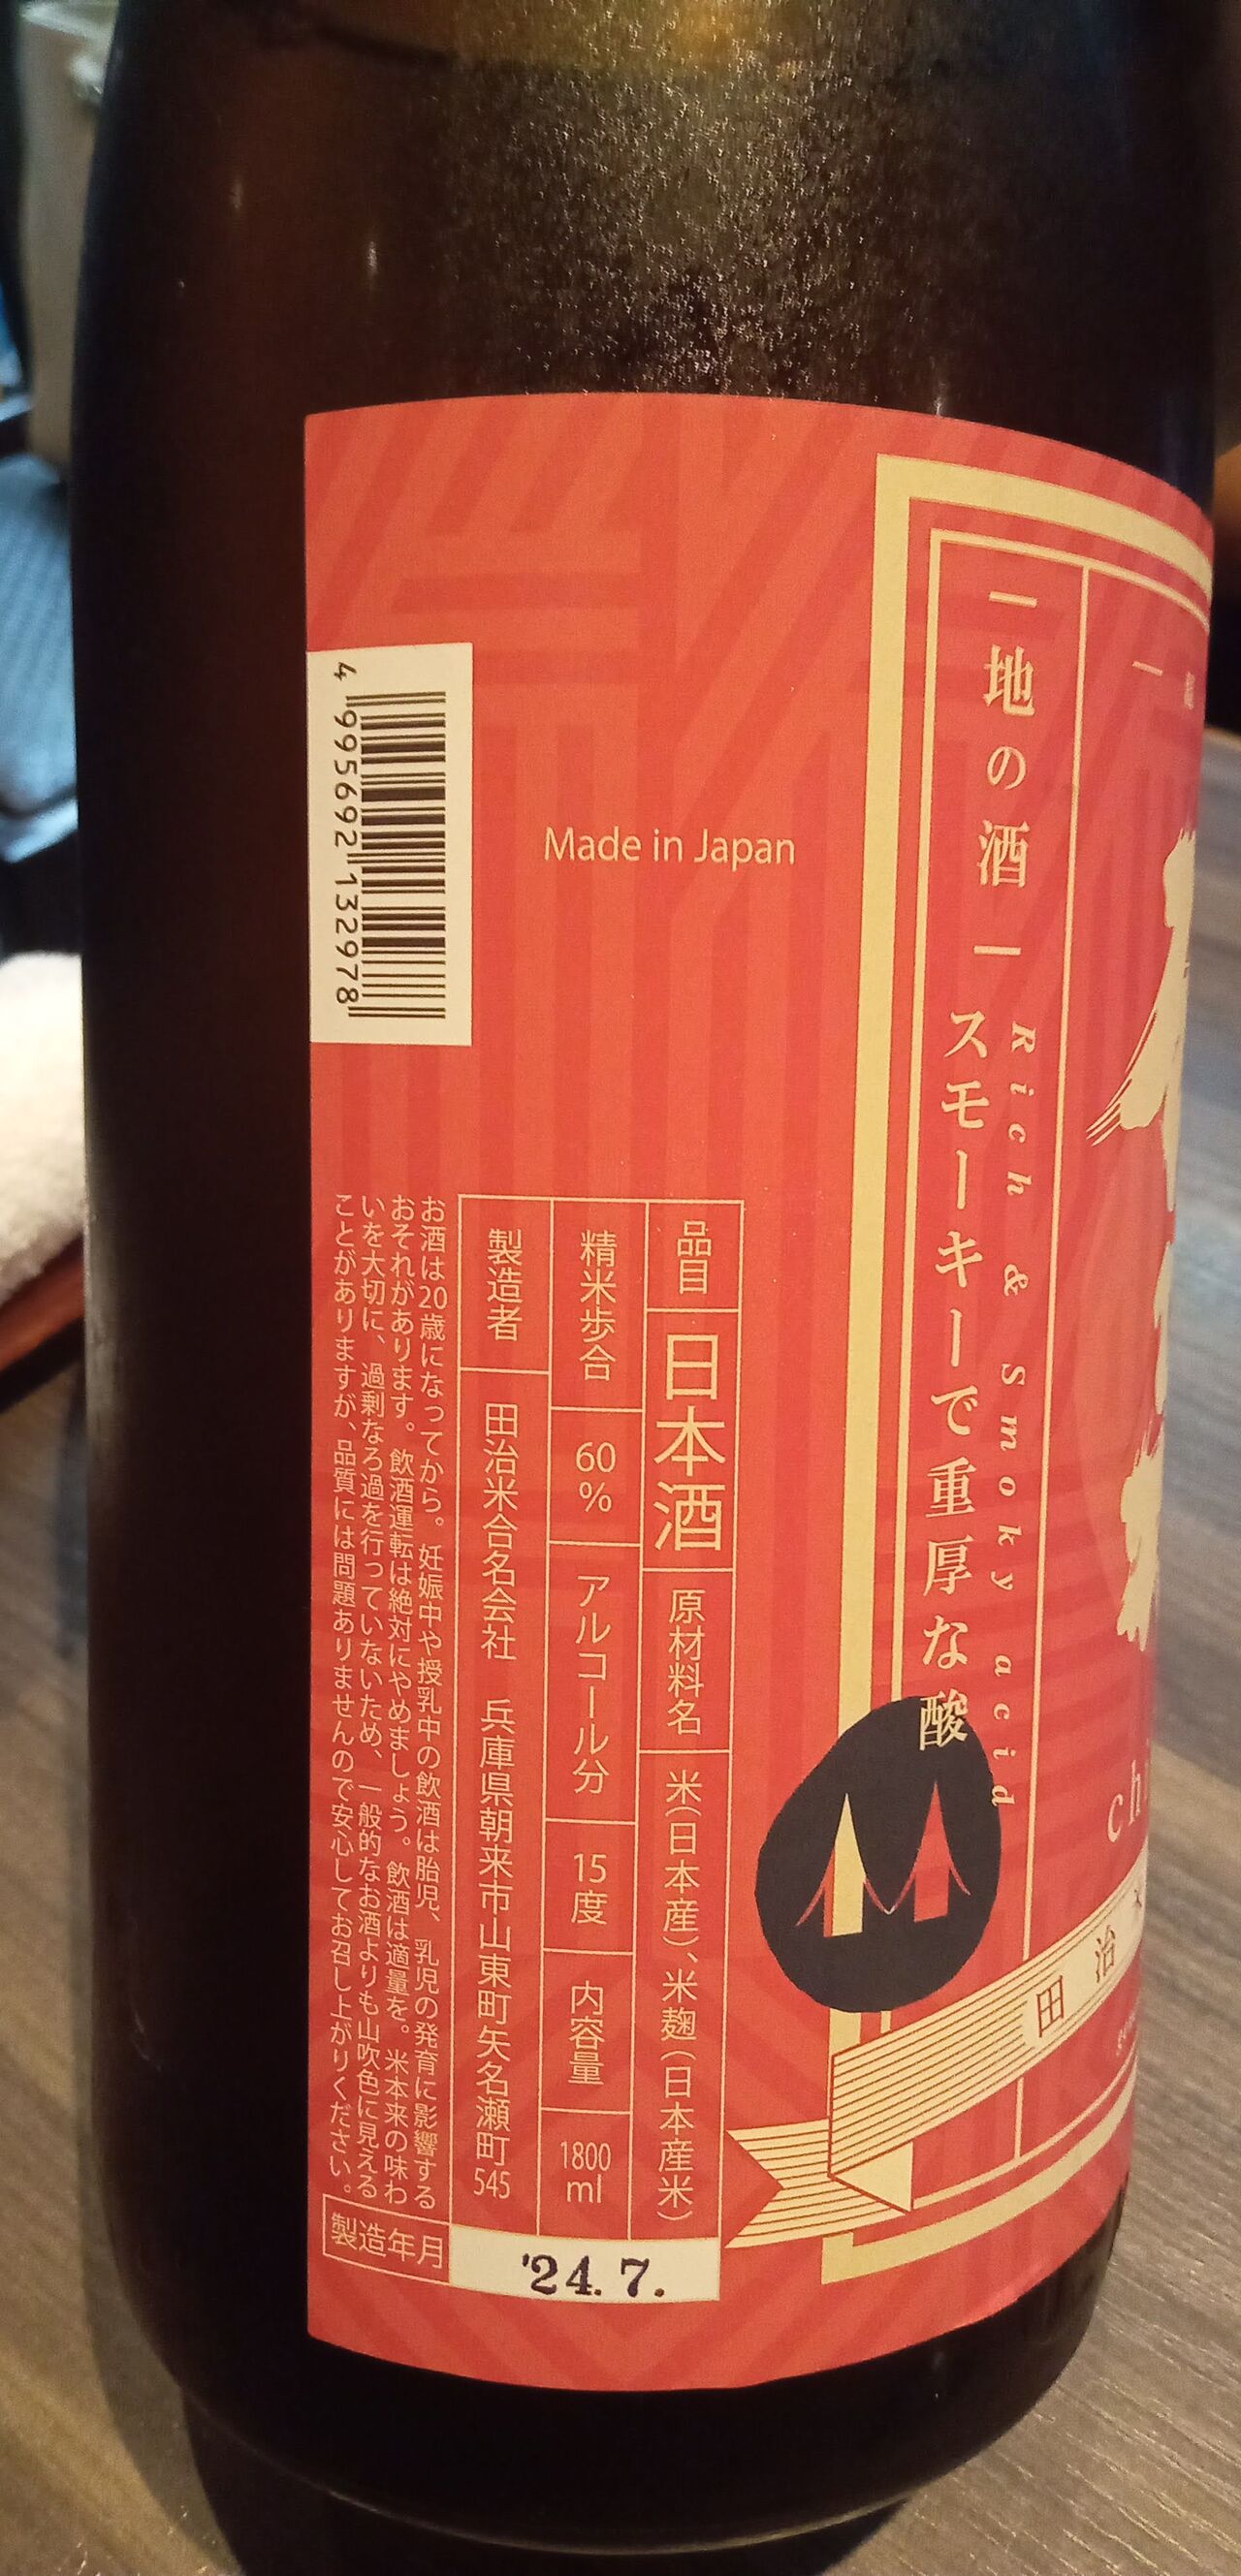 一地の酒一
Rich & Smoky acid
スモーキーで重厚な酸
chi
田治
Made in Japan
4 995692 132978
品目 日本酒 原材料名 米(日本産)、米麹(日本産米)
精米歩合 60% アルコール分 15度 内容量 1800ml
製造者 田治米合名会社 兵庫県朝来市山東町矢名瀬町545
お酒は20歳になってから。妊娠中や授乳中の飲酒は胎児、乳児の発育に影響する
おそれがあります。飲酒運転は絶対にやめましょう。飲酒は適量を。米本来の味わ
いを大切に、過剰なろ過を行っていないため、一般的なお酒よりも山吹色に見える
ことがありますが、品質には問題ありませんので安心してお召し上がりください。
製造年月 '24.7.